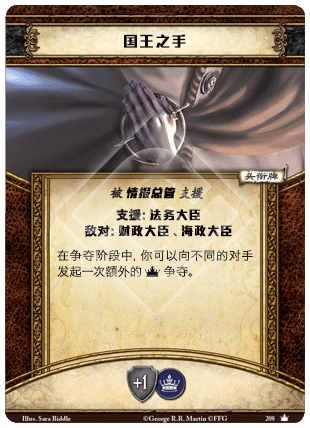 国王之手
头衔牌
被 情报总管 支援
支援: 法务大臣
敌对: 财政大臣、海政大臣
在争夺阶段中, 你可以向不同的对手
发起一次额外的 争夺。
+1
Illus. Sara Biddle ©George R.R. Martin ©FFG 208